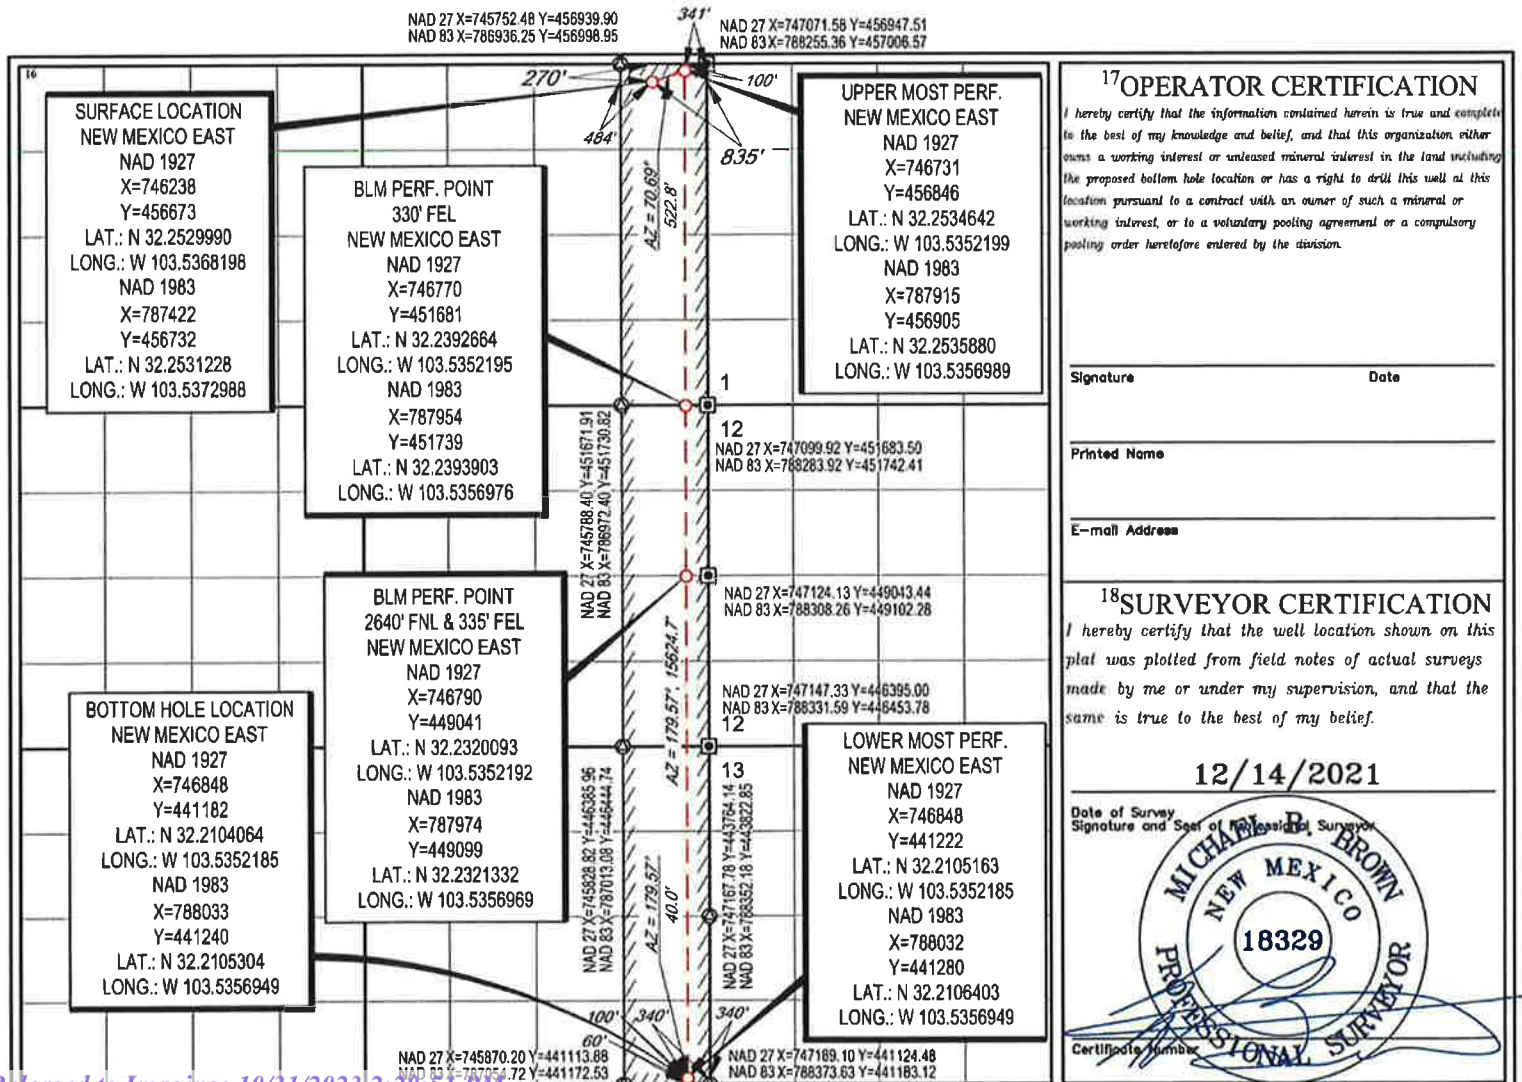 NAD 27 X=745752.48 Y=456939.90
NAD 83 X=786936.25 Y=456998.95
341'
NAD 27 X=747071.58 Y=456947.51
NAD 83 X=788255.36 Y=457006.57
16
270'
100'
484'
835'
AZ = 70.69°
522.8'
SURFACE LOCATION
NEW MEXICO EAST
NAD 1927
X=746238
Y=456673
LAT.: N 32.2529990
LONG.: W 103.5368198
NAD 1983
X=787422
Y=456732
LAT.: N 32.2531228
LONG.: W 103.5372988
BLM PERF. POINT
330' FEL
NEW MEXICO EAST
NAD 1927
X=746770
Y=451681
LAT.: N 32.2392664
LONG.: W 103.5352195
NAD 1983
X=787954
Y=451739
LAT.: N 32.2393903
LONG.: W 103.5356976
UPPER MOST PERF.
NEW MEXICO EAST
NAD 1927
X=746731
Y=456846
LAT.: N 32.2534642
LONG.: W 103.5352199
NAD 1983
X=787915
Y=456905
LAT.: N 32.2535880
LONG.: W 103.5356989
1
12
NAD 27 X=747099.92 Y=451683.50
NAD 83 X=788283.92 Y=451742.41
NAD 27 X=745788.40 Y=451671.91
NAD 83 X=786972.40 Y=451730.82
NAD 27 X=747124.13 Y=449043.44
NAD 83 X=788308.26 Y=449102.28
AZ = 179.57°, 15624.7'
BLM PERF. POINT
2640' FNL & 335' FEL
NEW MEXICO EAST
NAD 1927
X=746790
Y=449041
LAT.: N 32.2320093
LONG.: W 103.5352192
NAD 1983
X=787974
Y=449099
LAT.: N 32.2321332
LONG.: W 103.5356969
NAD 27 X=747147.33 Y=446395.00
NAD 83 X=788331.59 Y=446453.78
12
13
BOTTOM HOLE LOCATION
NEW MEXICO EAST
NAD 1927
X=746848
Y=441182
LAT.: N 32.2104064
LONG.: W 103.5352185
NAD 1983
X=788033
Y=441240
LAT.: N 32.2105304
LONG.: W 103.5356949
LOWER MOST PERF.
NEW MEXICO EAST
NAD 1927
X=746848
Y=441222
LAT.: N 32.2105163
LONG.: W 103.5352185
NAD 1983
X=788032
Y=441280
LAT.: N 32.2106403
LONG.: W 103.5356949
NAD 27 X=745828.82 Y=446385.96
NAD 83 X=787013.08 Y=446444.74
AZ = 179.57°
40.0'
NAD 27 X=747167.78 Y=443764.14
NAD 83 X=788352.18 Y=443822.85
100'
340'
340'
60'
NAD 27 X=745870.20 Y=441113.88
NAD 83 X=787054.72 Y=441172.53
NAD 27 X=747189.10 Y=441124.48
NAD 83 X=788373.63 Y=441183.12
17 OPERATOR CERTIFICATION
I hereby certify that the information contained herein is true and complete
to the best of my knowledge and belief, and that this organization either
owns a working interest or unleased mineral interest in the land including
the proposed bottom hole location or has a right to drill this well at this
location pursuant to a contract with an owner of such a mineral or
working interest, or to a voluntary pooling agreement or a compulsory
pooling order heretofore entered by the division.
Signature Date
Printed Name
E-mail Address
18 SURVEYOR CERTIFICATION
I hereby certify that the well location shown on this
plat was plotted from field notes of actual surveys
made by me or under my supervision, and that the
same is true to the best of my belief.
12/14/2021
Date of Survey
Signature and Seal of Professional Surveyor
MICHAEL B. BROWN
NEW MEXICO
18329
PROFESSIONAL SURVEYOR
Certificate Number